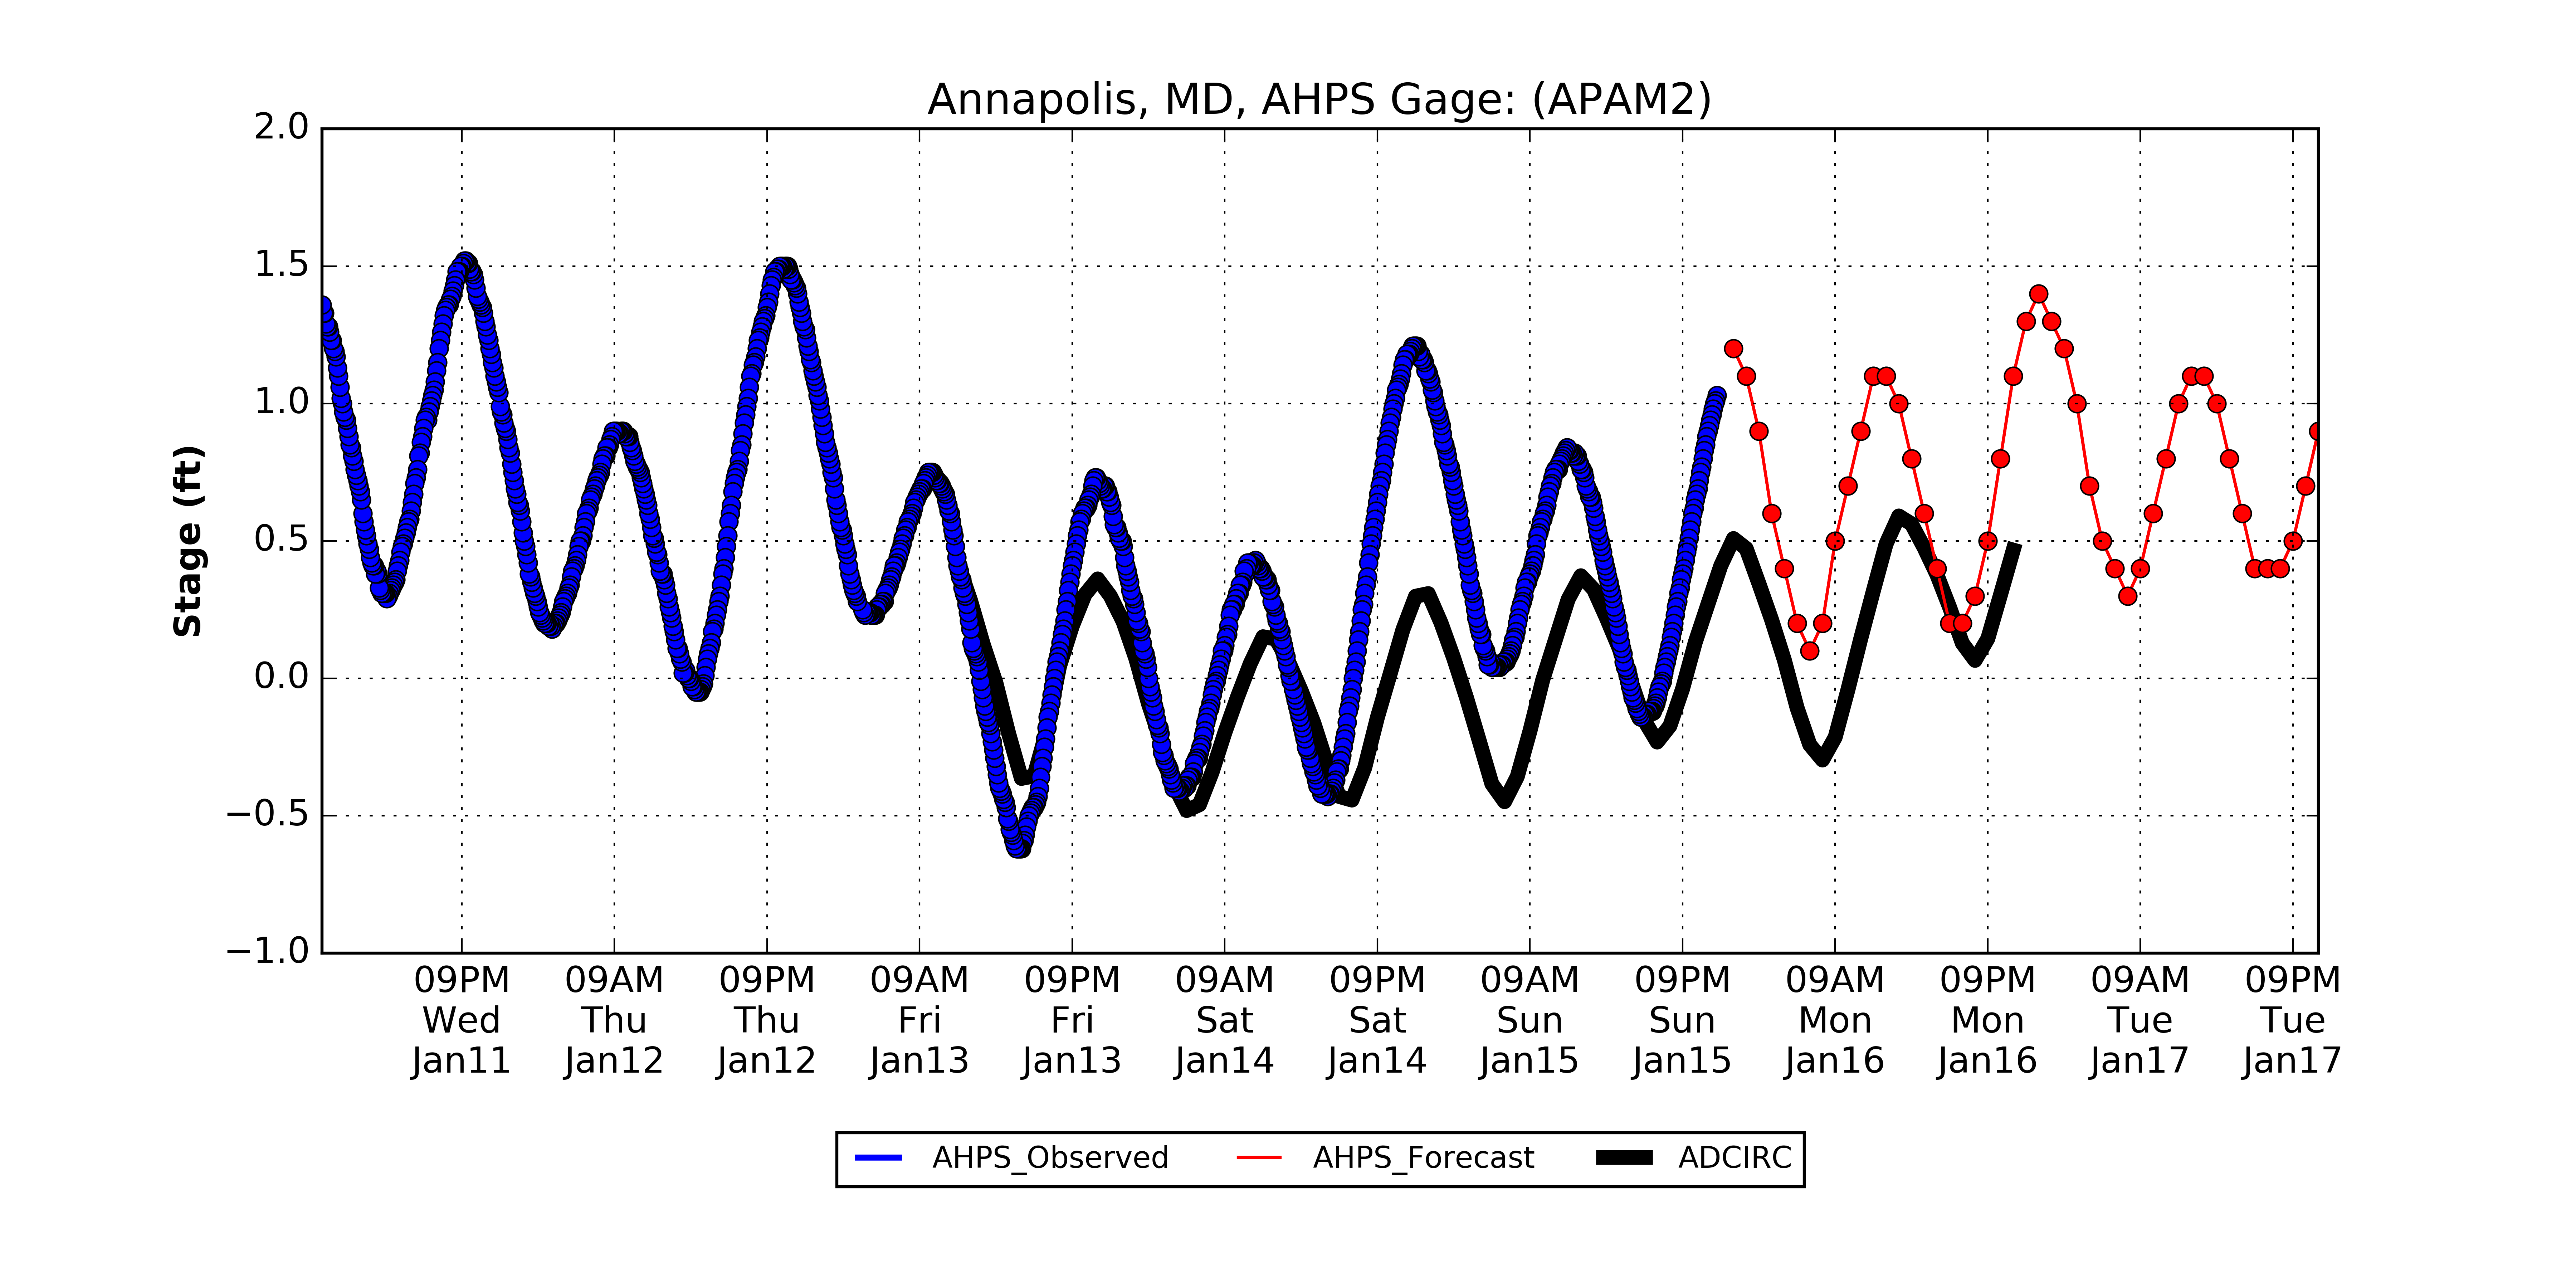 Annapolis, MD, AHPS Gage: (APAM2)
2.0
1.5
1.0
0.5
0.0
−0.5
−1.0
Stage (ft)
09PM 09AM 09PM 09AM 09PM 09AM 09PM 09AM 09PM 09AM 09PM 09AM 09PM
Wed Thu Thu Fri Fri Sat Sat Sun Sun Mon Mon Tue Tue
Jan11 Jan12 Jan12 Jan13 Jan13 Jan14 Jan14 Jan15 Jan15 Jan16 Jan16 Jan17 Jan17
AHPS_Observed AHPS_Forecast ADCIRC